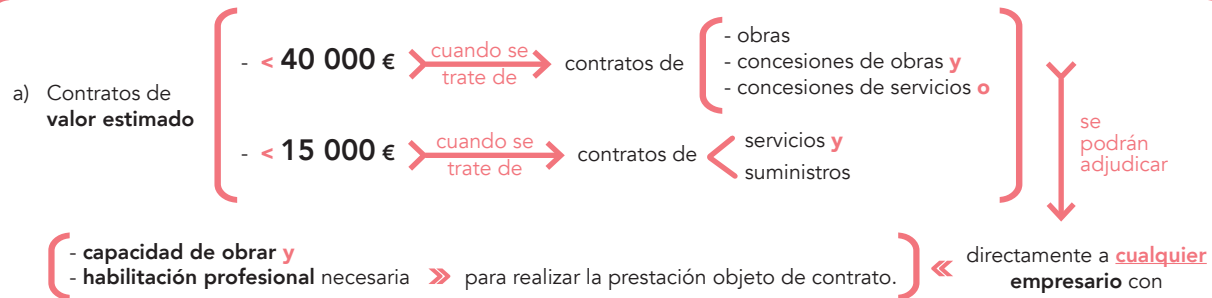 a) Contratos de
valor estimado
- < 40 000 € cuando se trate de contratos de
- obras
- concesiones de obras y
- concesiones de servicios o
- < 15 000 € cuando se trate de contratos de
servicios y
suministros
se
podrán
adjudicar
directamente a cualquier
empresario con
- capacidad de obrar y
- habilitación profesional necesaria » para realizar la prestación objeto de contrato.